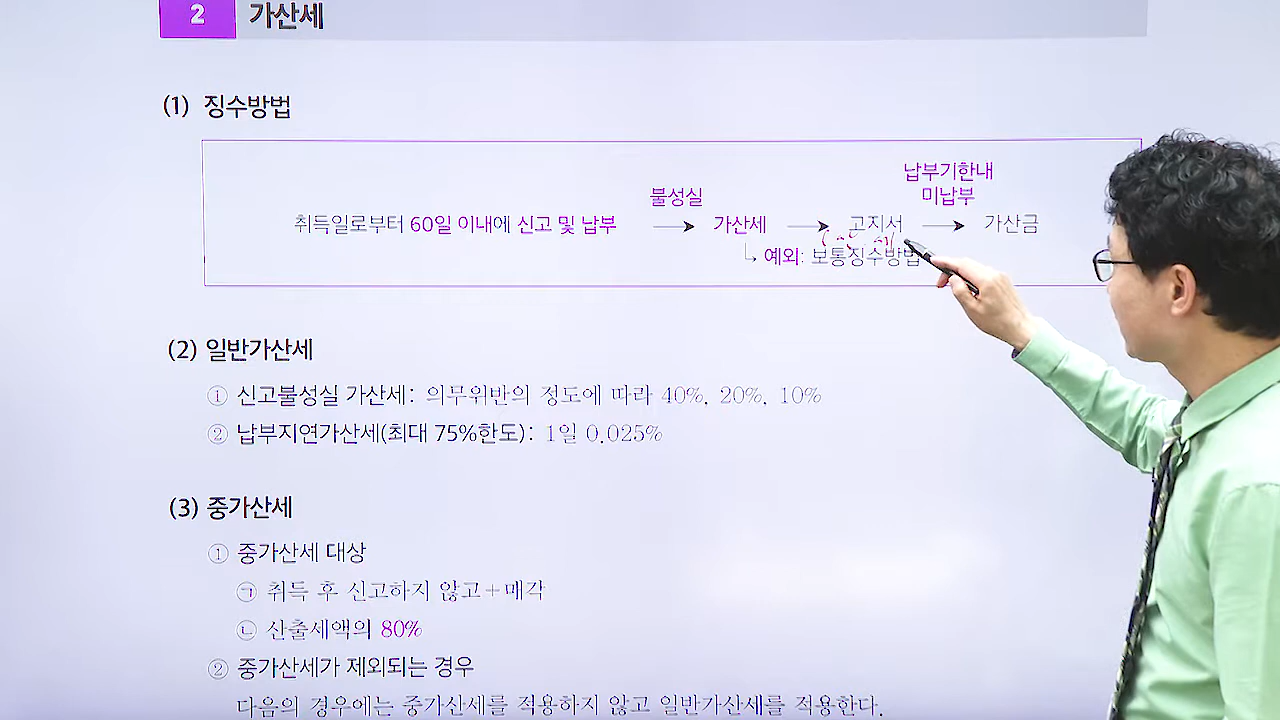 2 가산세
(1) 징수방법
납부기한내
불성실 미납부
취득일로부터 60일 이내에 신고 및 납부 → 가산세 → 고지서 → 가산금
↳ 예외: 보통징수방법
(2) 일반가산세
① 신고불성실 가산세: 의무위반의 정도에 따라 40%, 20%, 10%
② 납부지연가산세(최대 75%한도): 1일 0.025%
(3) 중가산세
① 중가산세 대상
㉠ 취득 후 신고하지 않고+매각
㉡ 산출세액의 80%
② 중가산세가 제외되는 경우
다음의 경우에는 중가산세를 적용하지 않고 일반가산세를 적용한다.